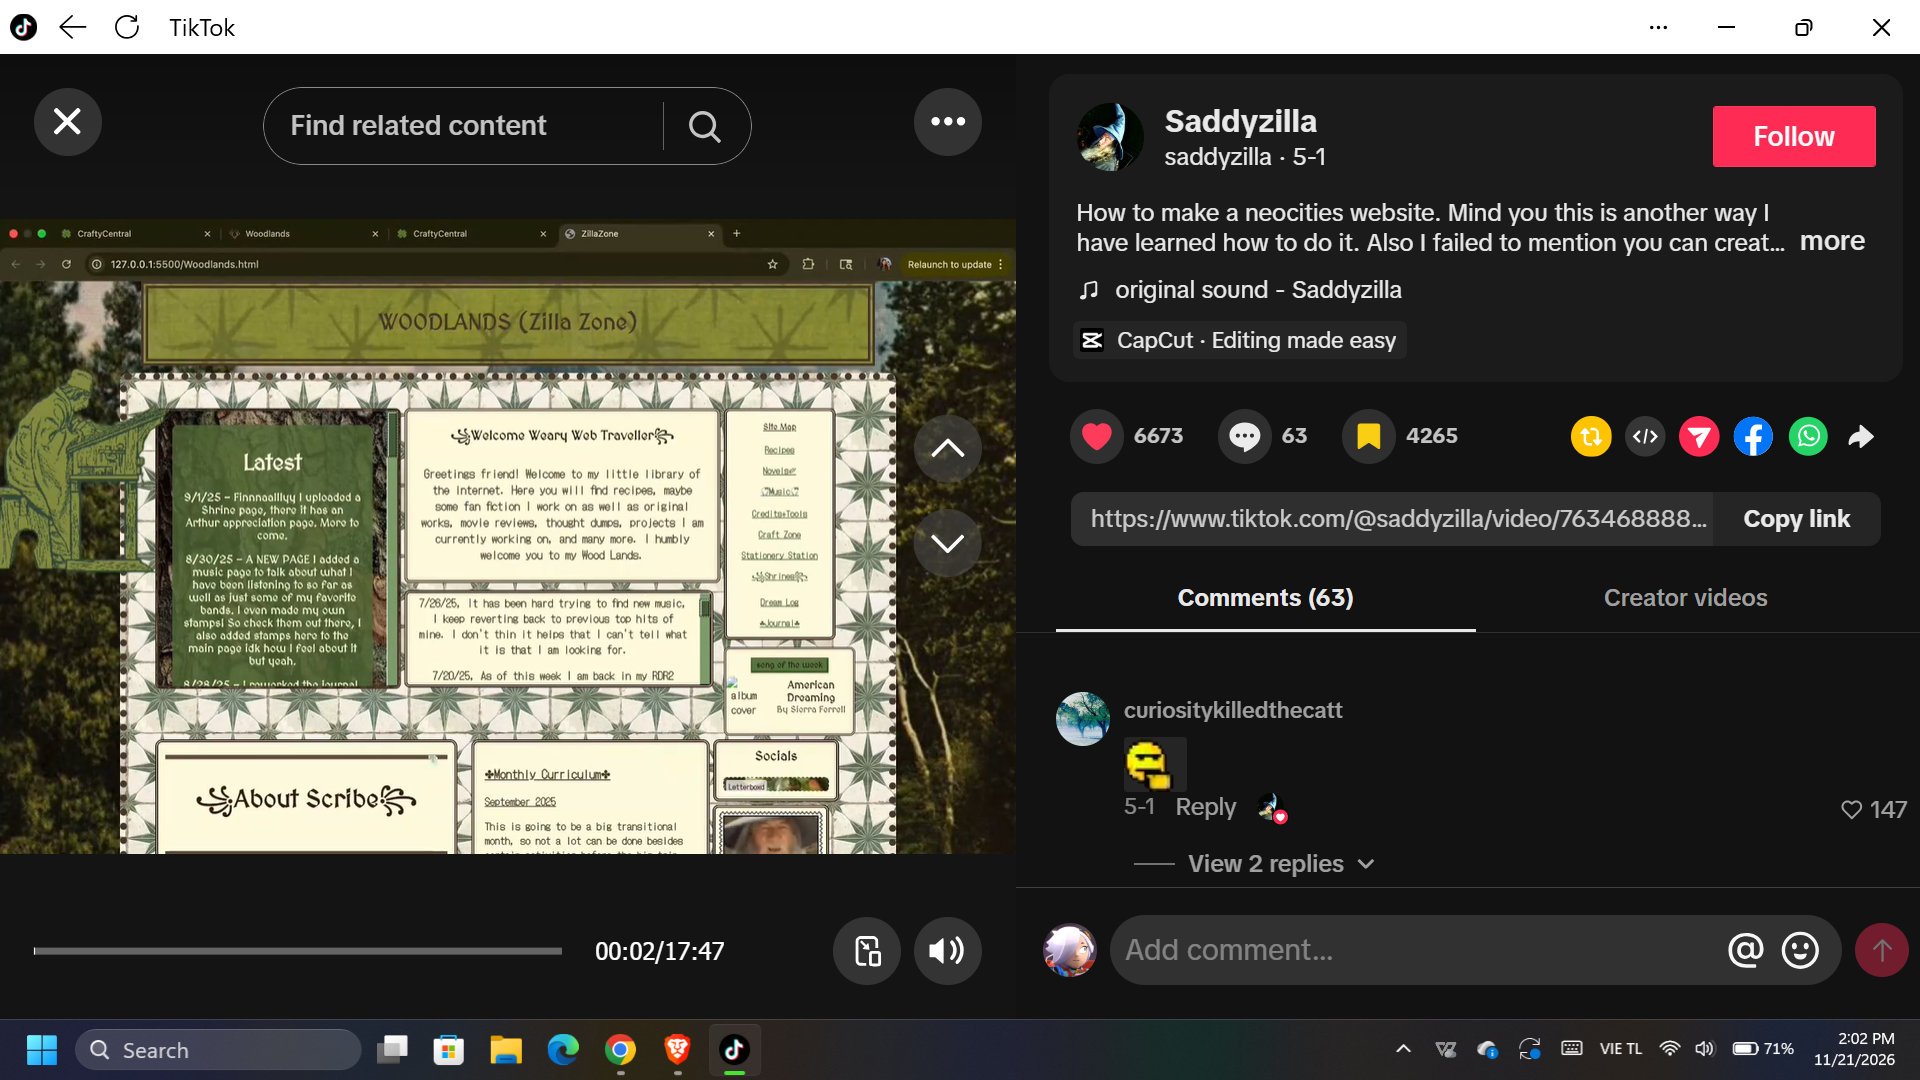 TikTok
Find related content
CraftyCentral
Woodlands
CraftyCentral
ZillaZone
127.0.0.1:5500/Woodlands.html
Relaunch to update
WOODLANDS (Zilla Zone)
Latest
9/1/25 - Finnnaalllyy I uploaded a
Shrine page, there it has an
Arthur appreciation page. More to
come.
8/30/25 - A NEW PAGE I added a
music page to talk about what I
have been listening to so far as
well as just some of my favorite
bands. I even made my own
stamps! So check them out there, I
also added stamps here to the
main page idk how I feel about it
but yeah.
8/28/25 - I reworked the journal
Welcome Weary Web Traveller
Greetings friend! Welcome to my little library of
the internet. Here you will find recipes, maybe
some fan fiction I work on as well as original
works, movie reviews, thought dumps, projects I am
currently working on, and many more. I humbly
welcome you to my Wood Lands.
7/26/25, It has been hard trying to find new music,
I keep reverting back to previous top hits of
mine. I don't thin it helps that I can't tell what
it is that I am looking for.
7/20/25, As of this week I am back in my RDR2
Site Map
Recipes
Novels
Music
Credits+Tools
Craft Zone
Stationery Station
Shrines
Dream Log
Journal
song of the week
album
cover
American
Dreaming
By Sierra Ferrell
About Scribe
Monthly Curriculum
September 2025
This is going to be a big transitional
month, so not a lot can be done besides
Socials
Letterboxd
00:02/17:47
Saddyzilla
saddyzilla · 5-1
Follow
How to make a neocities website. Mind you this is another way I
have learned how to do it. Also I failed to mention you can creat... more
original sound - Saddyzilla
CapCut · Editing made easy
6673
63
4265
https://www.tiktok.com/@saddyzilla/video/763468888...
Copy link
Comments (63)
Creator videos
curiositykilledthecatt
5-1 Reply
147
View 2 replies
Add comment...
Search
VIE TL
71%
2:02 PM
11/21/2026